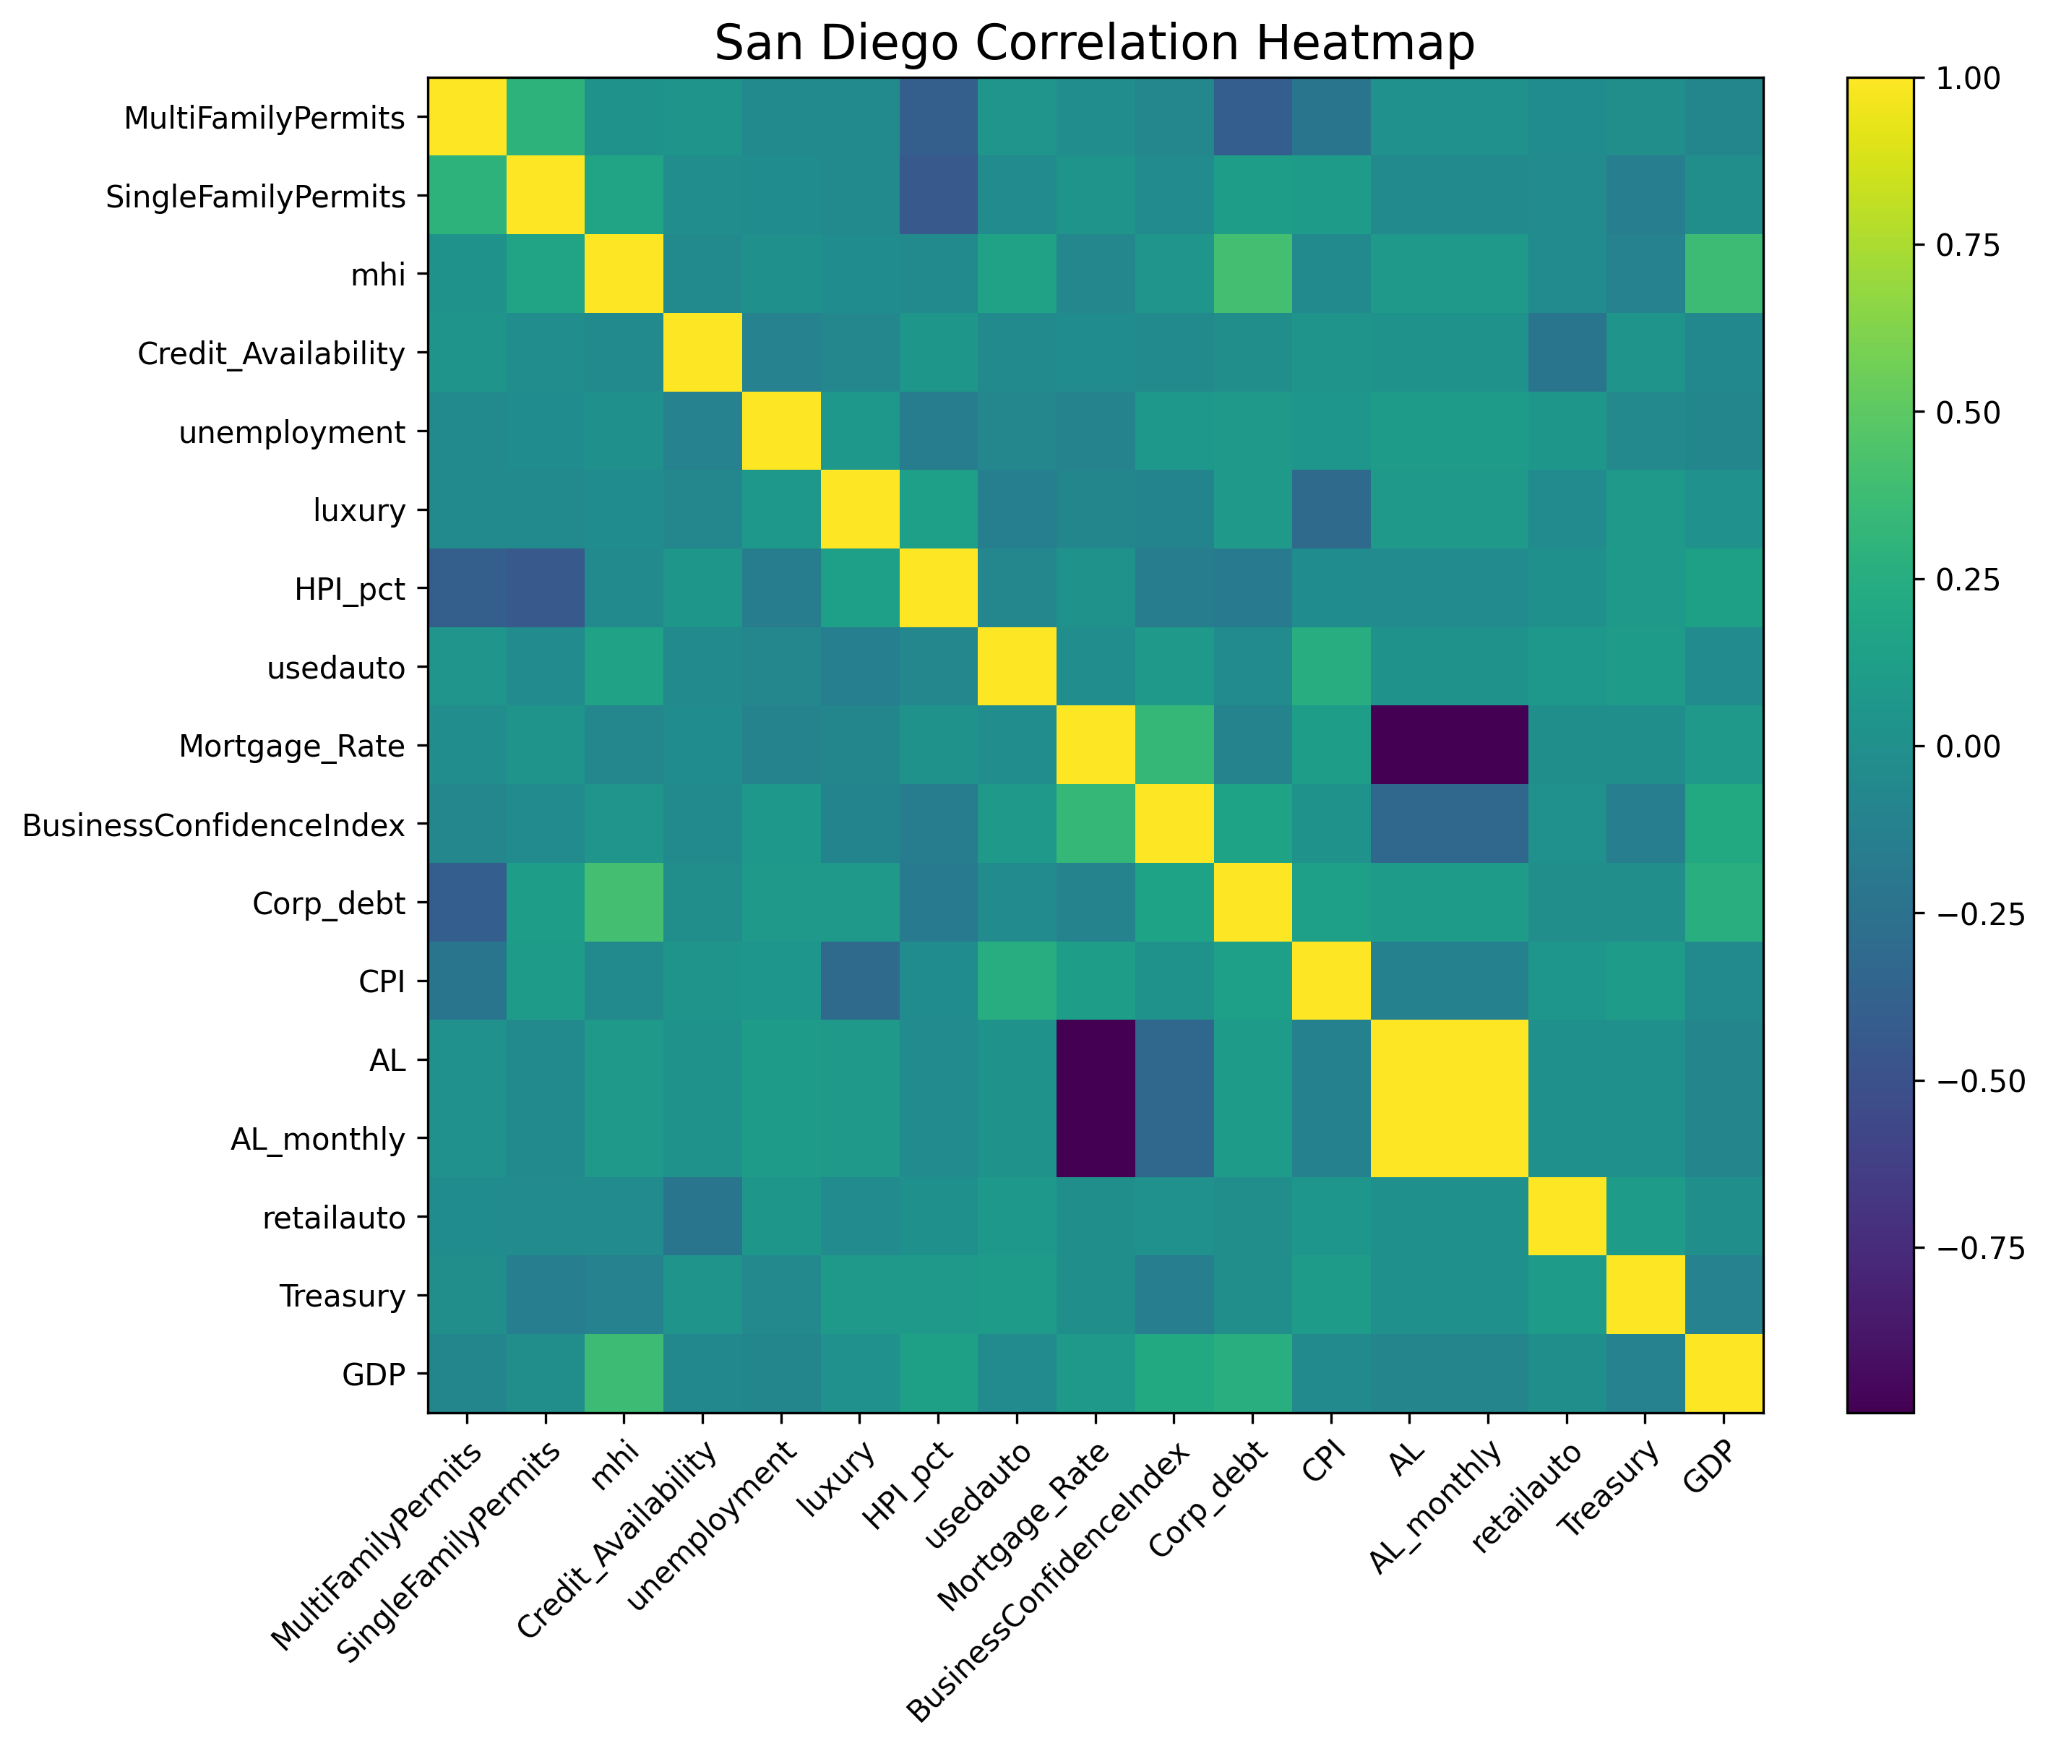 San Diego Correlation Heatmap
MultiFamilyPermits
SingleFamilyPermits
mhi
Credit_Availability
unemployment
luxury
HPI_pct
usedauto
Mortgage_Rate
BusinessConfidenceIndex
Corp_debt
CPI
AL
AL_monthly
retailauto
Treasury
GDP
MultiFamilyPermits
SingleFamilyPermits
mhi
Credit_Availability
unemployment
luxury
HPI_pct
usedauto
Mortgage_Rate
BusinessConfidenceIndex
Corp_debt
CPI
AL
AL_monthly
retailauto
Treasury
GDP
1.00
0.75
0.50
0.25
0.00
−0.25
−0.50
−0.75